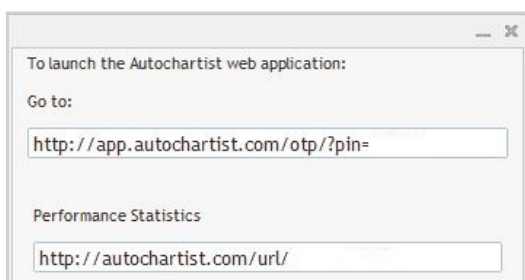 To launch the Autochartist web application:
Go to:
http://app.autochartist.com/otp/?pin=
Performance Statistics
http://autochartist.com/url/